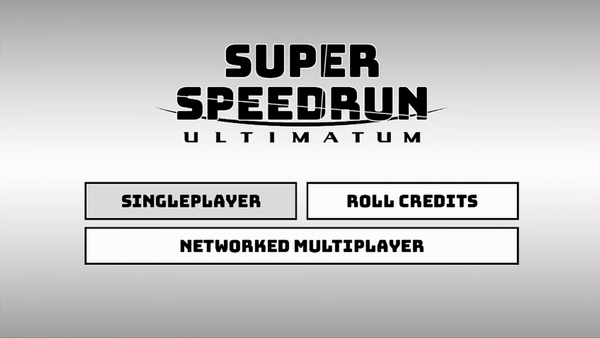 SUPER
SPEEDRUN
ULTIMATUM
SINGLEPLAYER
ROLL CREDITS
NETWORKED MULTIPLAYER